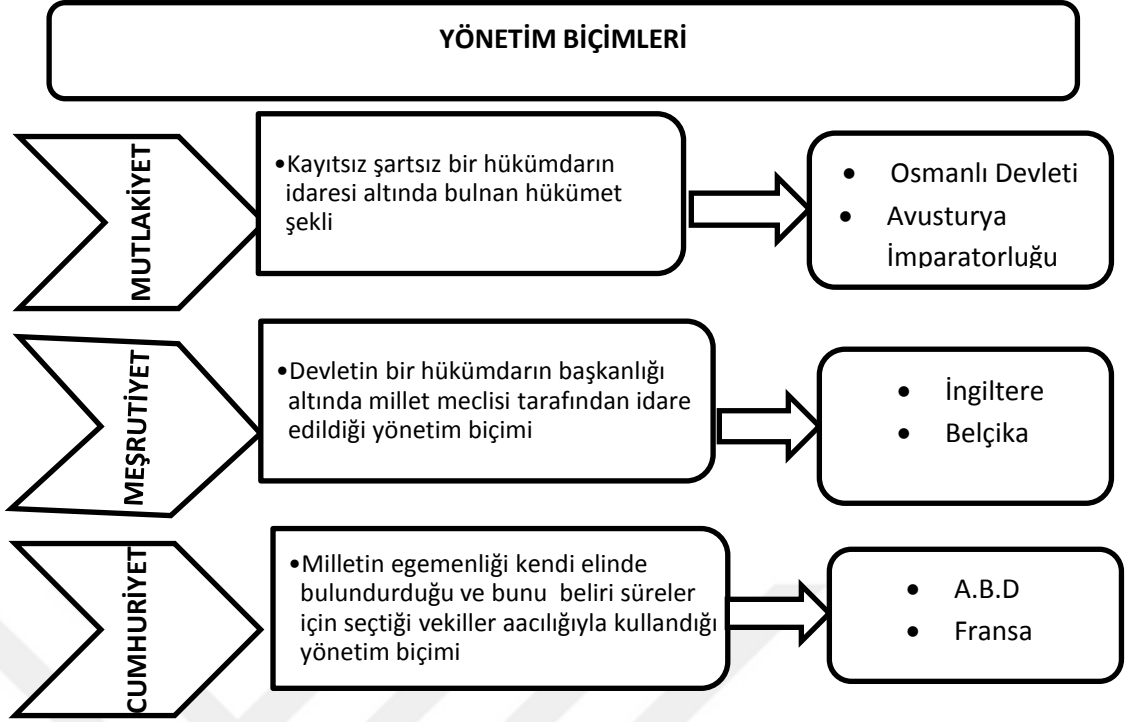 YÖNETİM BİÇİMLERİ
MUTLAKİYET
•Kayıtsız şartsız bir hükümdarın
idaresi altında bulnan hükümet
şekli
• Osmanlı Devleti
• Avusturya
İmparatorluğu
MEŞRUTİYET
•Devletin bir hükümdarın başkanlığı
altında millet meclisi tarafından idare
edildiği yönetim biçimi
• İngiltere
• Belçika
CUMHURİYET
•Milletin egemenliği kendi elinde
bulundurduğu ve bunu beliri süreler
için seçtiği vekiller aacılığıyla kullandığı
yönetim biçimi
• A.B.D
• Fransa